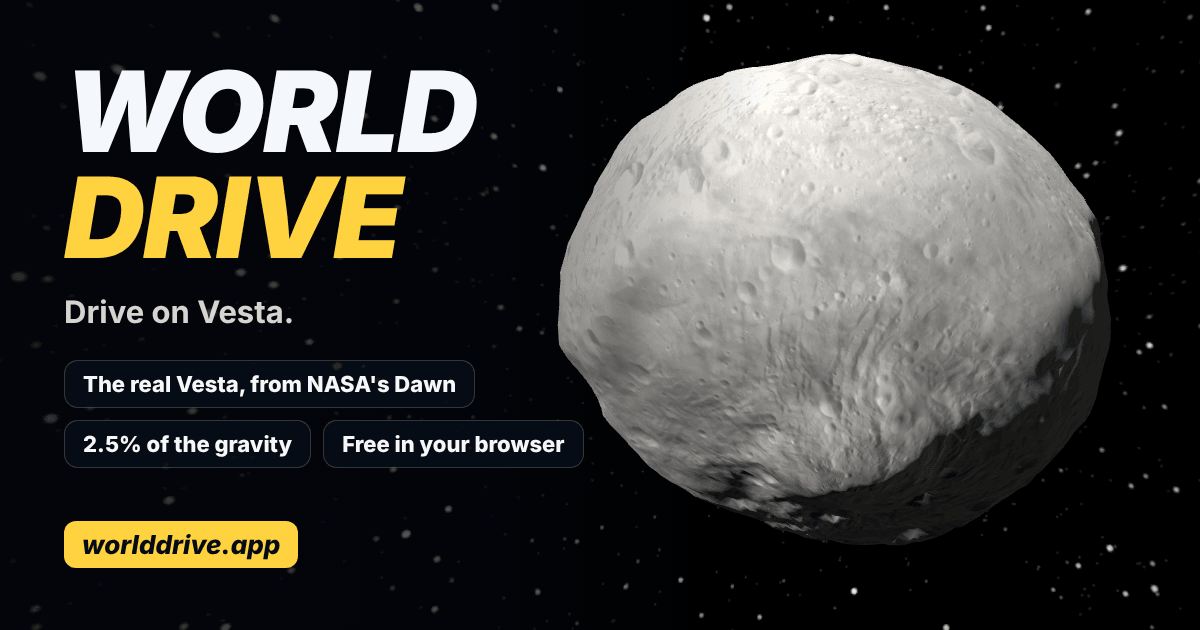 WORLD
DRIVE
Drive on Vesta.
The real Vesta, from NASA's Dawn
2.5% of the gravity
Free in your browser
worlddrive.app